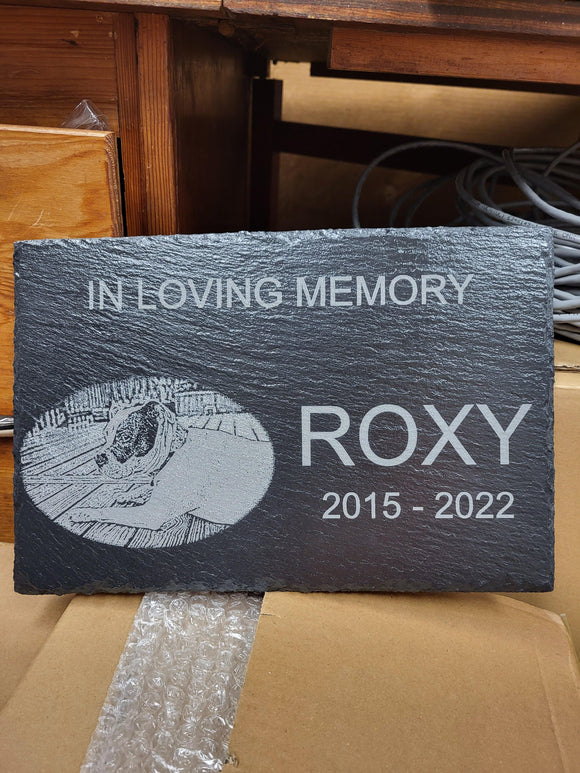 IN LOVING MEMORY
ROXY
2015 - 2022